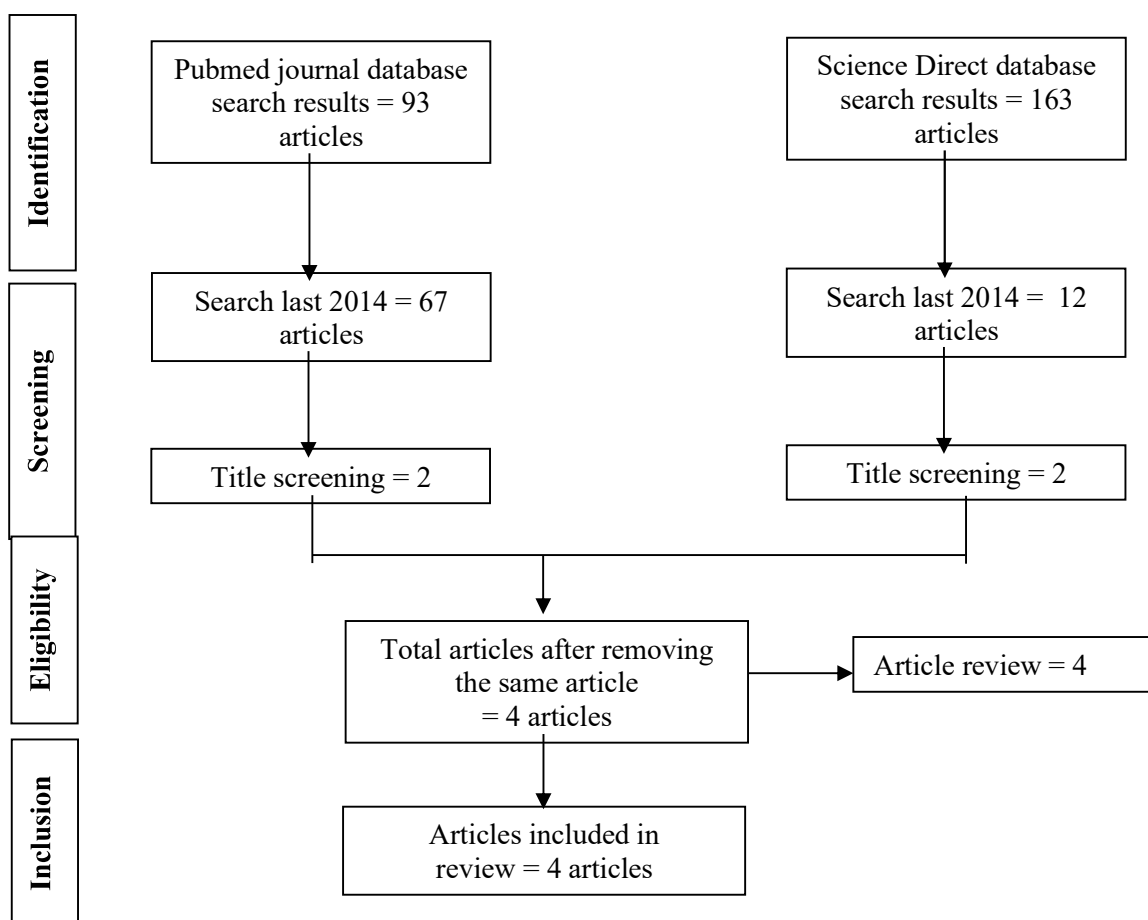 Identification
Pubmed journal database
search results = 93
articles
Science Direct database
search results = 163
articles
Screening
Search last 2014 = 67
articles
Search last 2014 = 12
articles
Title screening = 2
Title screening = 2
Eligibility
Total articles after removing
the same article
= 4 articles
Article review = 4
Inclusion
Articles included in
review = 4 articles